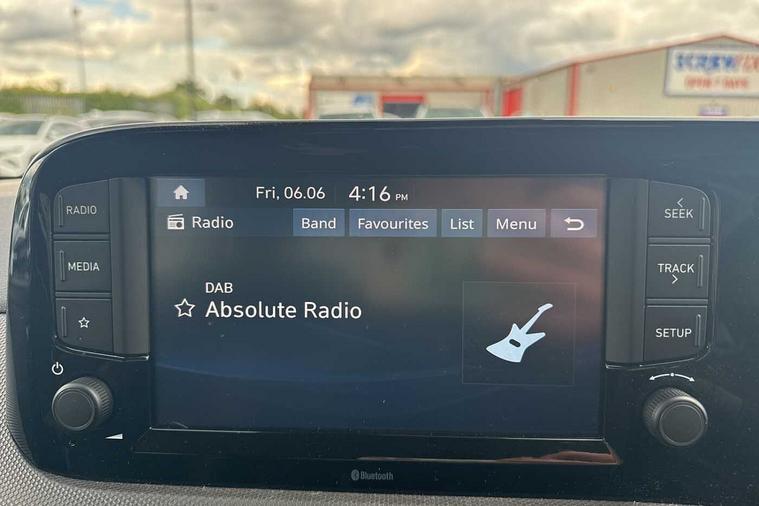 SCREWFIX
RADIO
MEDIA
Fri, 06.06 4:16 PM
Radio Band Favourites List Menu
DAB
Absolute Radio
SEEK
TRACK
SETUP
Bluetooth